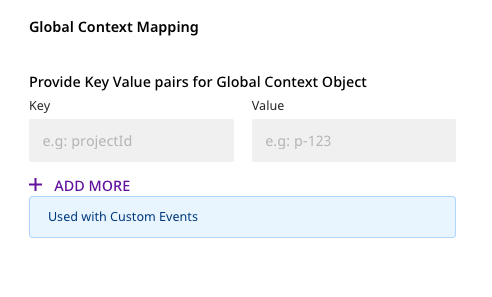 Global Context Mapping
Provide Key Value pairs for Global Context Object
Key Value
e.g: projectId e.g: p-123
+ ADD MORE
Used with Custom Events